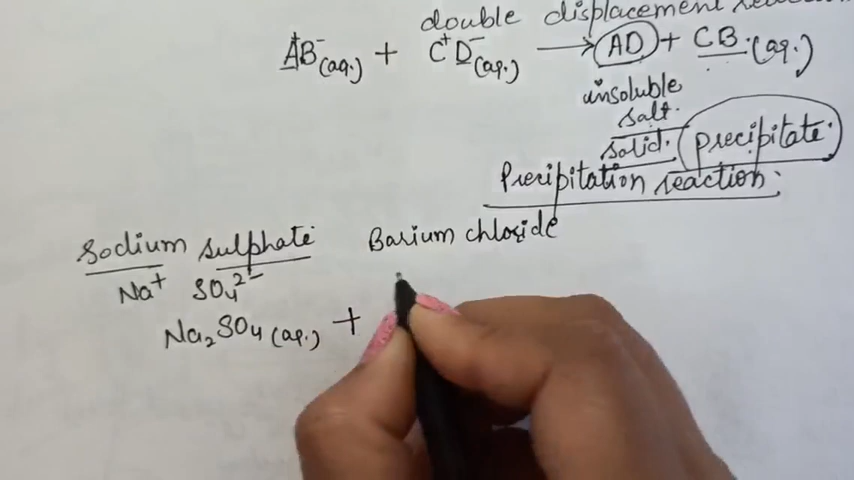 double displacement
A⁺B⁻(aq.) + C⁺D⁻(aq.) → AD + CB.(aq.)
insoluble
salt.
solid. precipitate.
Precipitation reaction.
Sodium sulphate Barium chloride
Na⁺ SO₄²⁻
Na₂SO₄(aq.) +